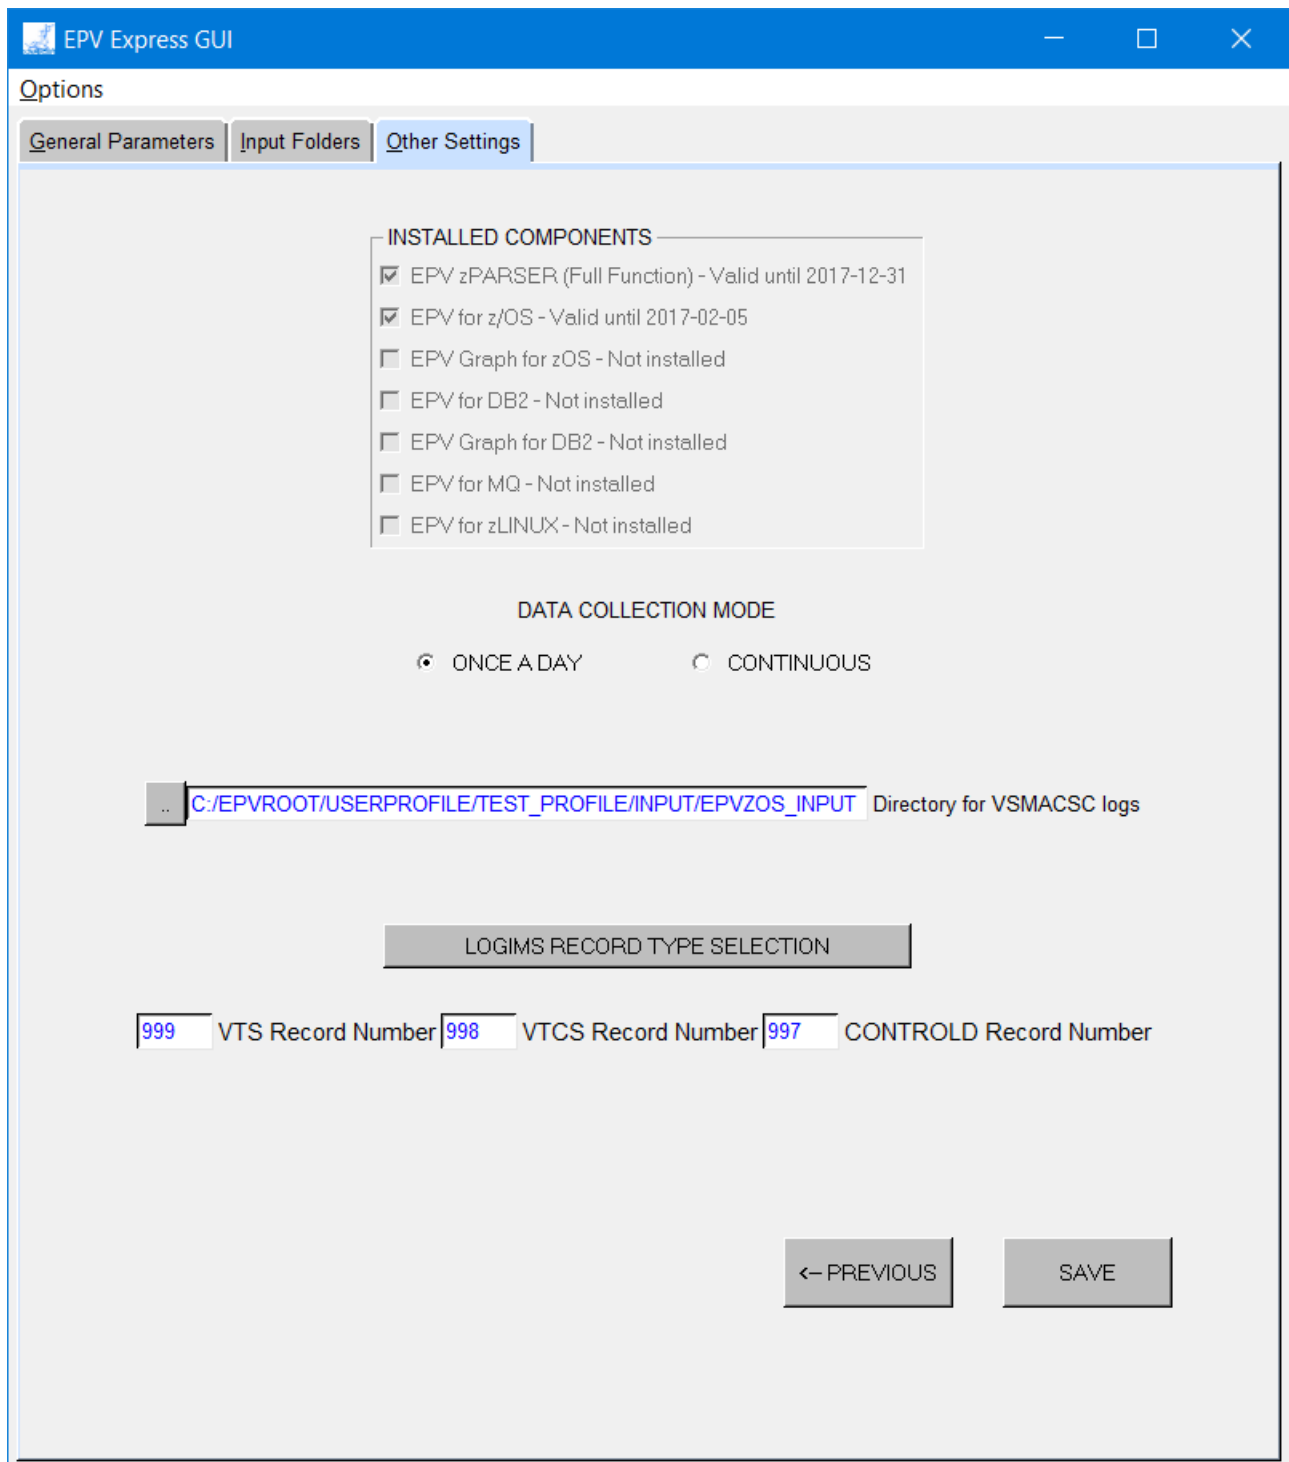 EPV Express GUI
Options
General Parameters Input Folders Other Settings
INSTALLED COMPONENTS
EPV zPARSER (Full Function) - Valid until 2017-12-31
EPV for z/OS - Valid until 2017-02-05
EPV Graph for zOS - Not installed
EPV for DB2 - Not installed
EPV Graph for DB2 - Not installed
EPV for MQ - Not installed
EPV for zLINUX - Not installed
DATA COLLECTION MODE
ONCE A DAY CONTINUOUS
.. C:/EPVROOT/USERPROFILE/TEST_PROFILE/INPUT/EPVZOS_INPUT Directory for VSMACSC logs
LOGIMS RECORD TYPE SELECTION
999 VTS Record Number 998 VTCS Record Number 997 CONTROLD Record Number
<-- PREVIOUS SAVE